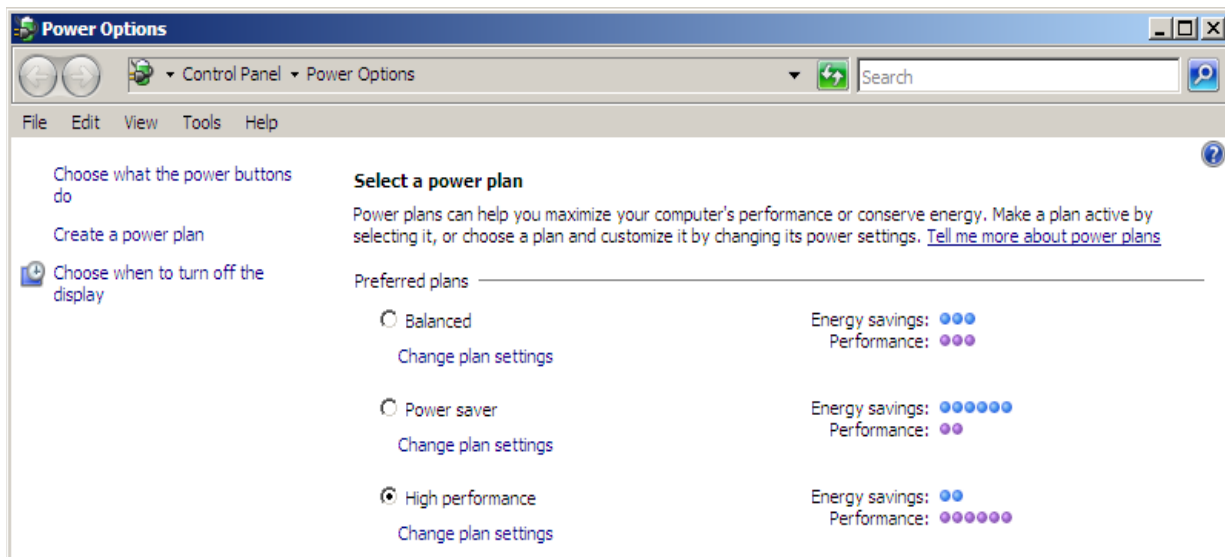 Power Options
Control Panel Power Options
Search
File Edit View Tools Help
Choose what the power buttons
do
Create a power plan
Choose when to turn off the
display
Select a power plan
Power plans can help you maximize your computer's performance or conserve energy. Make a plan active by
selecting it, or choose a plan and customize it by changing its power settings. Tell me more about power plans
Preferred plans
Balanced
Energy savings:
Change plan settings
Performance:
Power saver
Energy savings:
Change plan settings
Performance:
High performance
Energy savings:
Change plan settings
Performance: